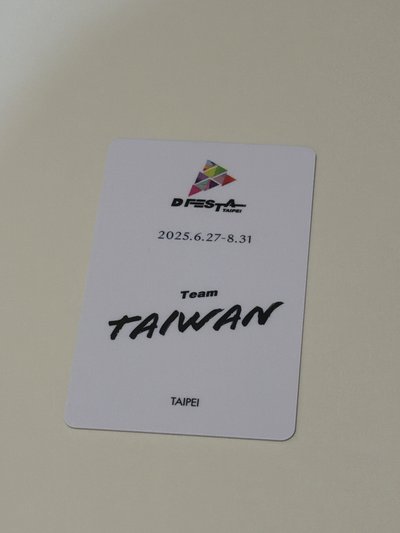 D'FESTA
TAIPEI
2025.6.27-8.31
Team
TAIWAN
TAIPEI